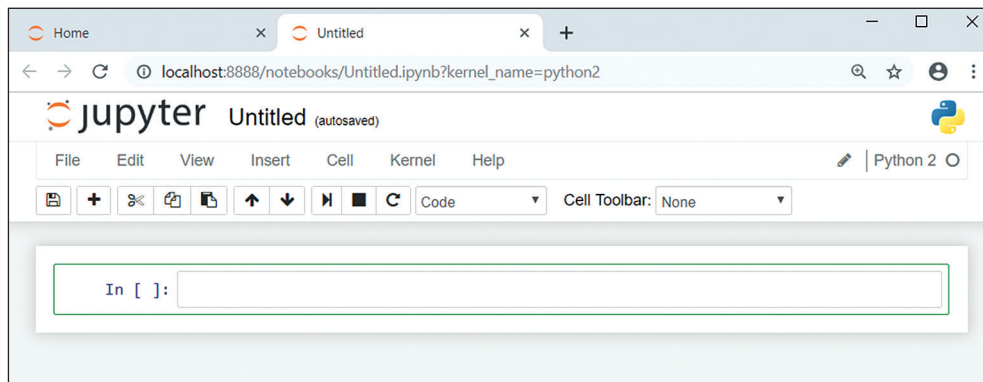 Home Untitled
localhost:8888/notebooks/Untitled.ipynb?kernel_name=python2
jupyter Untitled (autosaved)
File Edit View Insert Cell Kernel Help Python 2
Code Cell Toolbar: None
In [ ]: